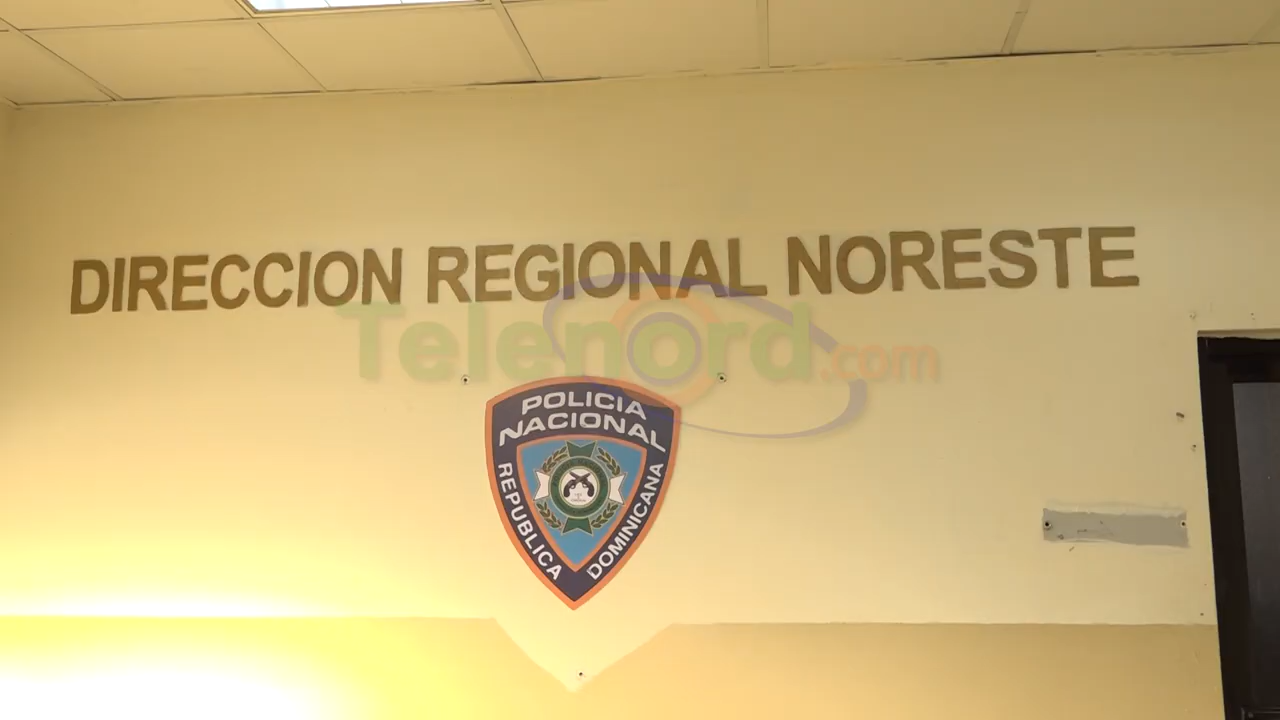 DIRECCION REGIONAL NORESTE
Telenord.com
POLICIA
NACIONAL
REPUBLICA
DOMINICANA